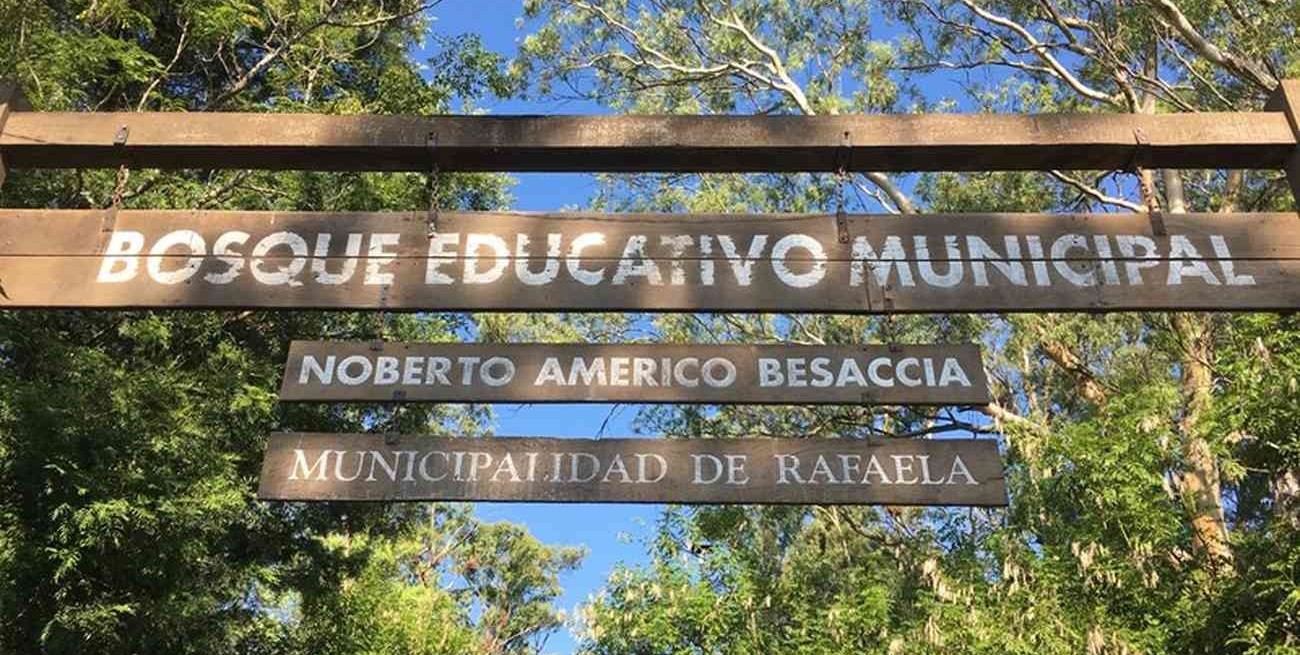 BOSQUE EDUCATIVO MUNICIPAL
NOBERTO AMERICO BESACCIA
MUNICIPALIDAD DE RAFAELA